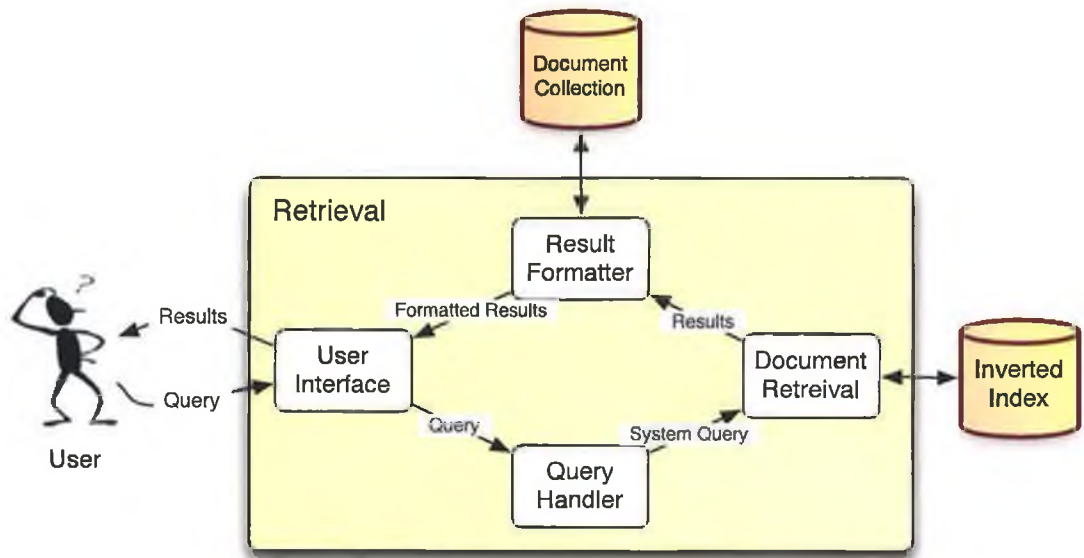 Document
Collection
Retrieval
Result
Formatter
?
Results
Formatted Results
Results
User
Interface
Document
Retreival
Inverted
Index
Query
Query
System Query
User
Query
Handler